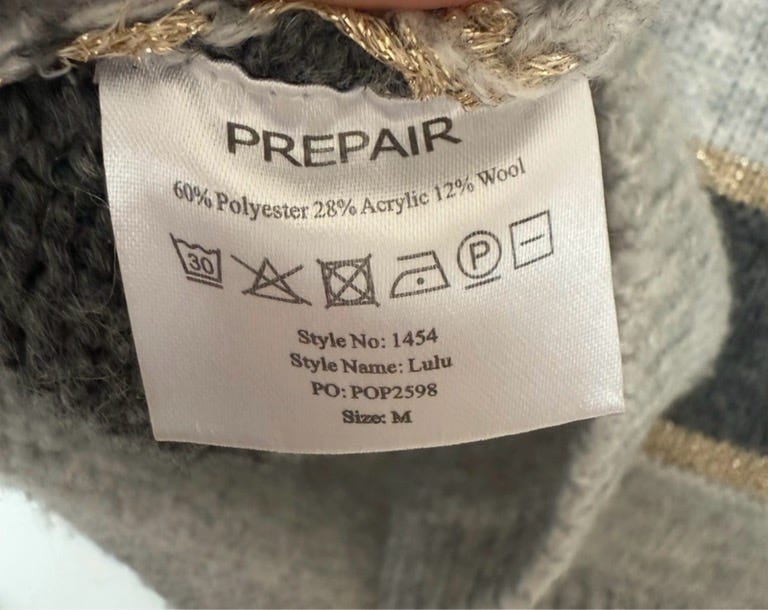 PREPAIR
60% Polyester 28% Acrylic 12% Wool
30 P
Style No: 1454
Style Name: Lulu
PO: POP2598
Size: M